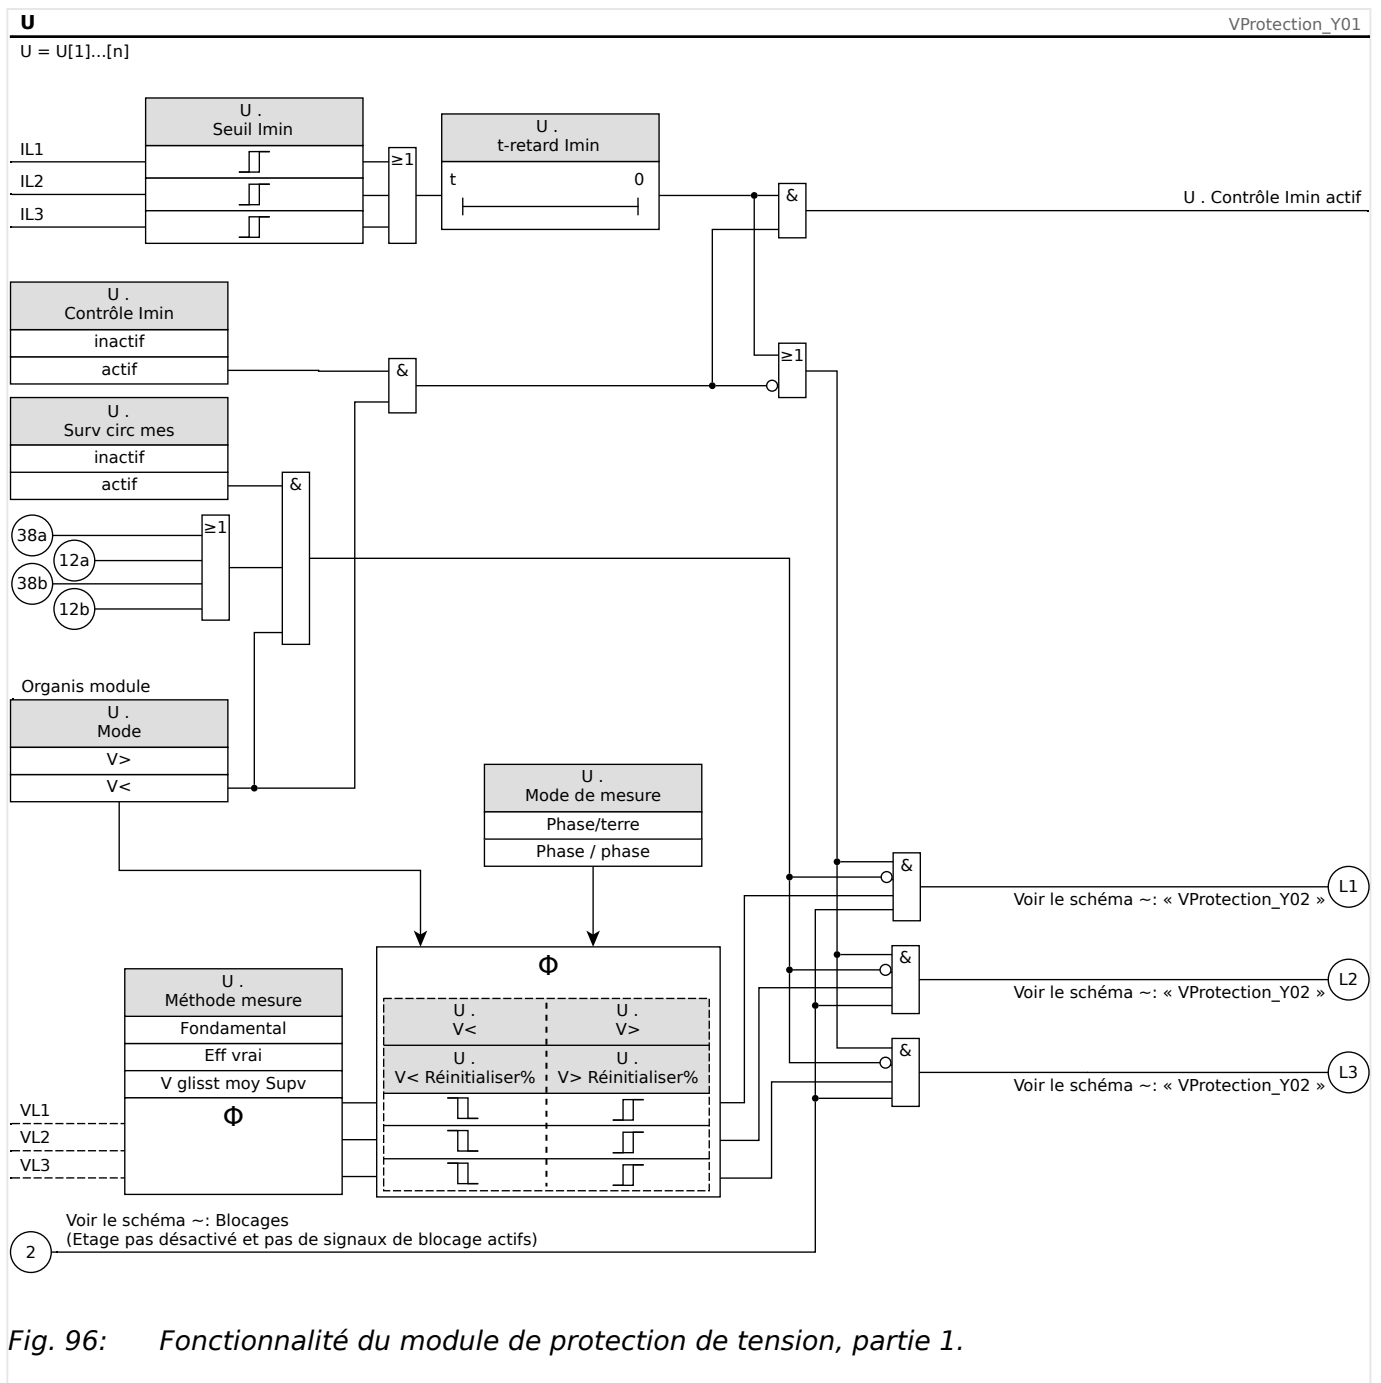 U
VProtection_Y01
U = U[1]...[n]
U .
Seuil Imin
IL1
IL2
IL3
≥1
U .
t-retard Imin
t
0
&
U . Contrôle Imin actif
U .
Contrôle Imin
inactif
actif
&
≥1
U .
Surv circ mes
inactif
actif
&
38a
12a
38b
12b
≥1
Organis module
U .
Mode
V>
V<
U .
Mode de mesure
Phase/terre
Phase / phase
&
L1
Voir le schéma ~: « VProtection_Y02 »
&
L2
Voir le schéma ~: « VProtection_Y02 »
&
L3
Voir le schéma ~: « VProtection_Y02 »
U .
Méthode mesure
Fondamental
Eff vrai
V glisst moy Supv
Φ
VL1
VL2
VL3
Φ
U .
V<
U .
V>
U .
V< Réinitialiser%
U .
V> Réinitialiser%
2
Voir le schéma ~: Blocages
(Etage pas désactivé et pas de signaux de blocage actifs)
Fig. 96: Fonctionnalité du module de protection de tension, partie 1.